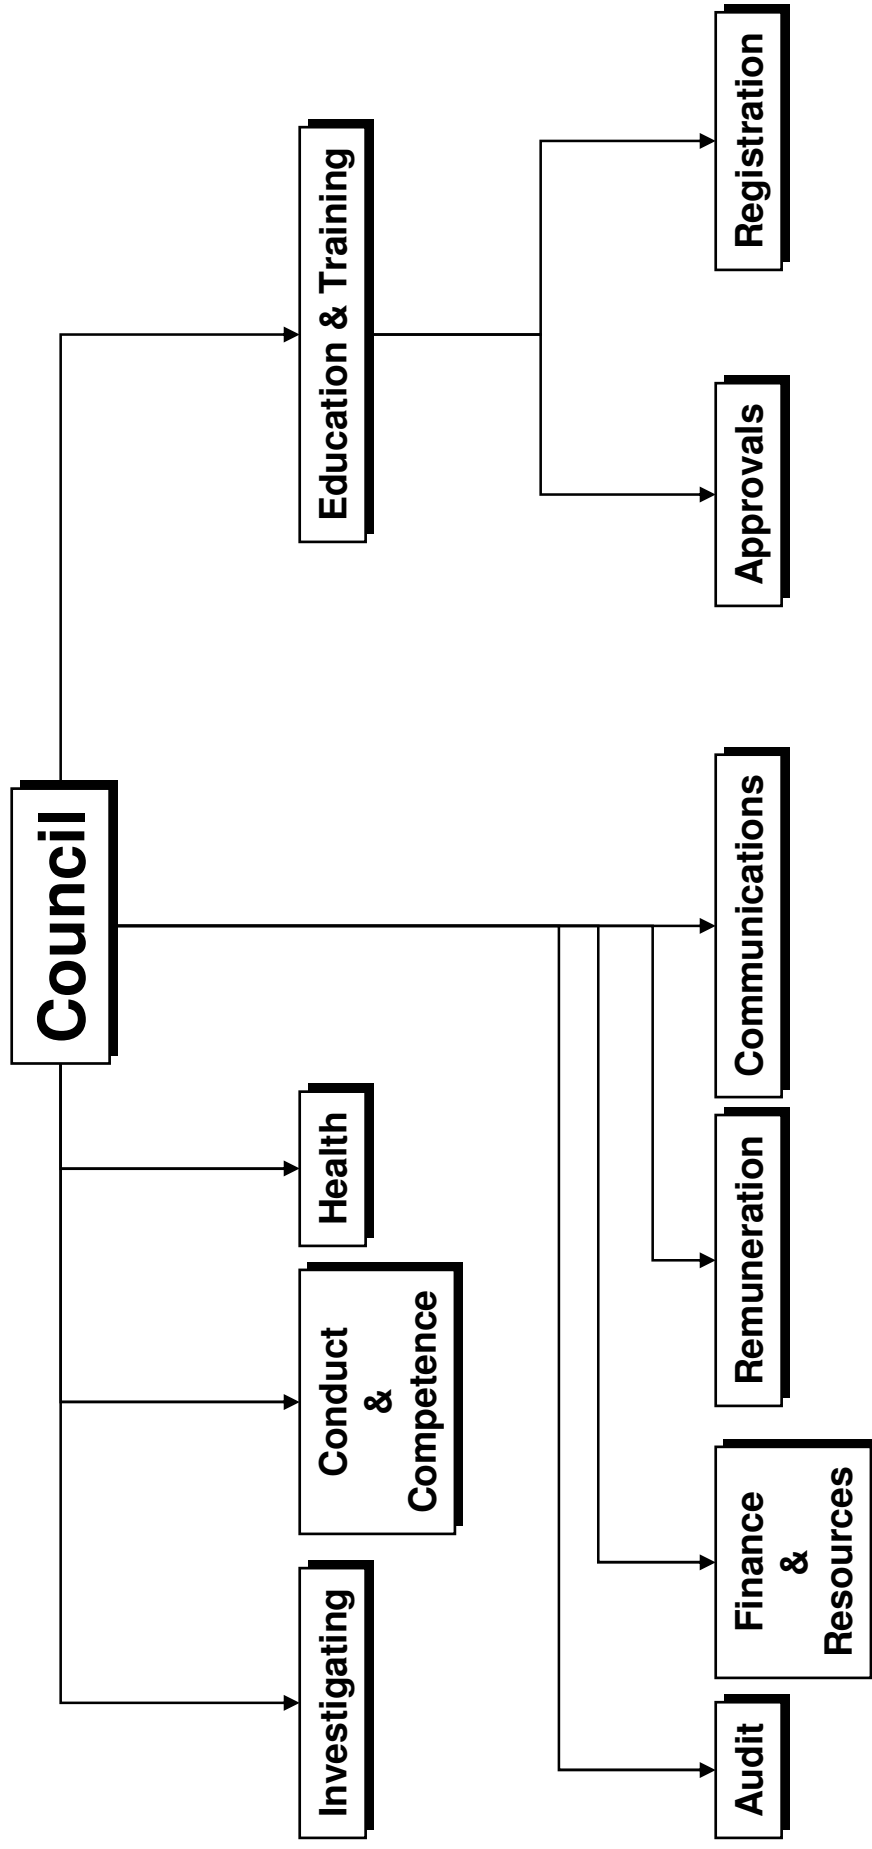 Council
Investigating
Conduct
&
Competence
Health
Education & Training
Audit
Finance
&
Resources
Remuneration
Communications
Approvals
Registration